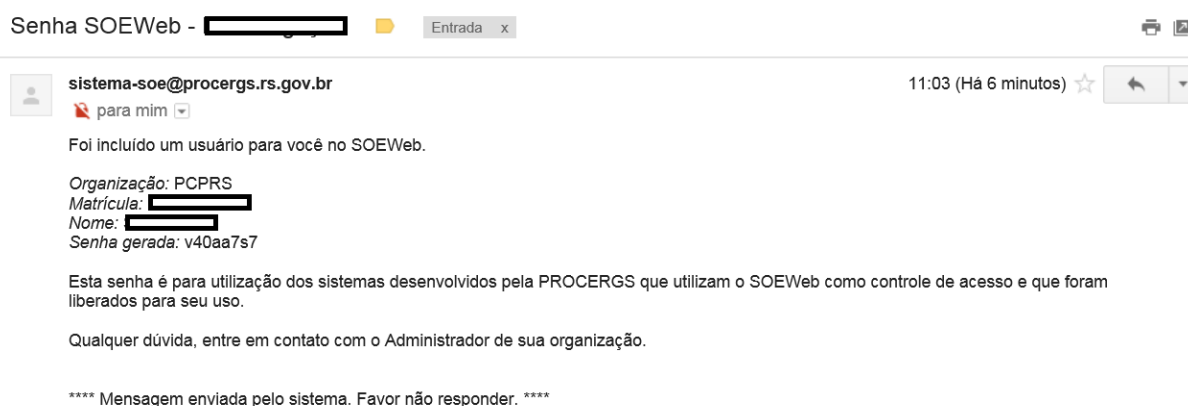 Senha SOEWeb -
Entrada x
sistema-soe@procergs.rs.gov.br
11:03 (Há 6 minutos)
para mim
Foi incluído um usuário para você no SOEWeb.
Organização: PCPRS
Matrícula:
Nome:
Senha gerada: v40aa7s7
Esta senha é para utilização dos sistemas desenvolvidos pela PROCERGS que utilizam o SOEWeb como controle de acesso e que foram
liberados para seu uso.
Qualquer dúvida, entre em contato com o Administrador de sua organização.
**** Mensagem enviada pelo sistema. Favor não responder. ****